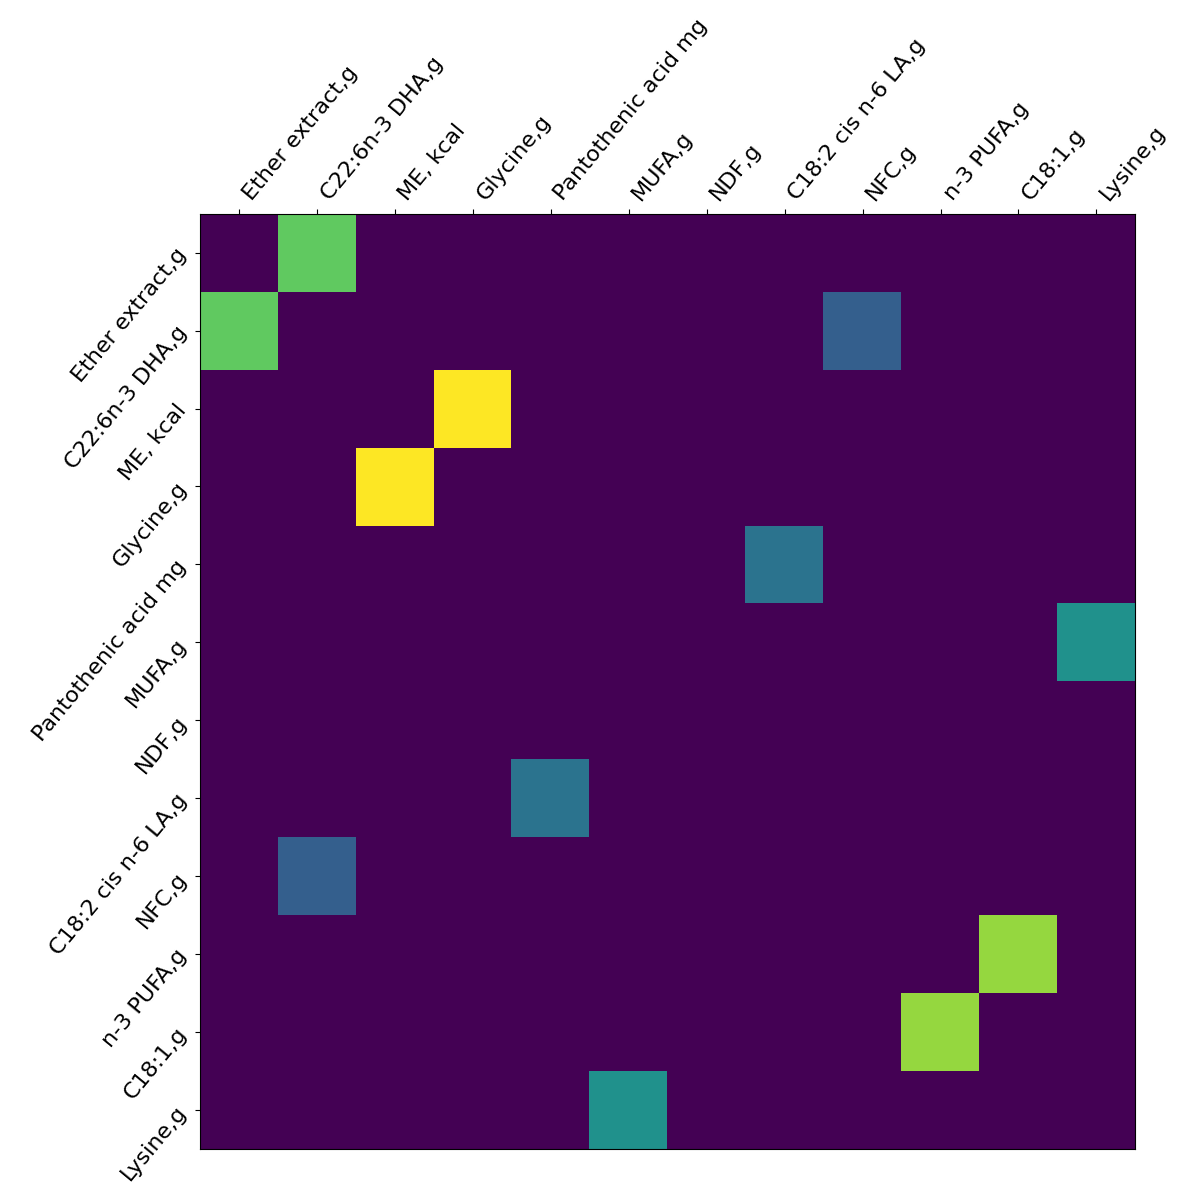 Ether extract,g
C22:6n-3 DHA,g
ME, kcal
Glycine,g
Pantothenic acid mg
MUFA,g
NDF,g
C18:2 cis n-6 LA,g
NFC,g
n-3 PUFA,g
C18:1,g
Lysine,g
Ether extract,g
C22:6n-3 DHA,g
ME, kcal
Glycine,g
Pantothenic acid mg
MUFA,g
NDF,g
C18:2 cis n-6 LA,g
NFC,g
n-3 PUFA,g
C18:1,g
Lysine,g